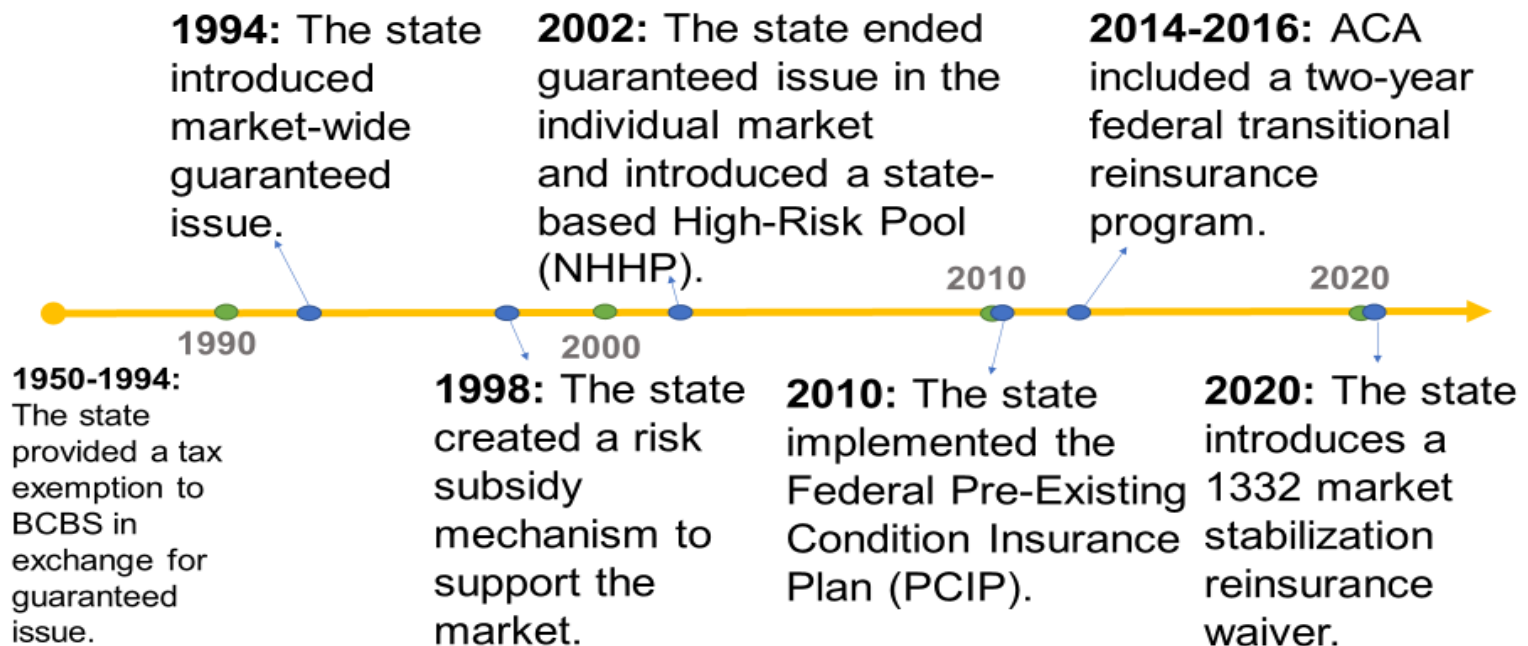 1994: The state
introduced
market-wide
guaranteed
issue.
2002: The state ended
guaranteed issue in the
individual market
and introduced a state-
based High-Risk Pool
(NHHP).
2014-2016: ACA
included a two-year
federal transitional
reinsurance
program.
1990
2000
2010
2020
1950-1994:
The state
provided a tax
exemption to
BCBS in
exchange for
guaranteed
issue.
1998: The state
created a risk
subsidy
mechanism to
support the
market.
2010: The state
implemented the
Federal Pre-Existing
Condition Insurance
Plan (PCIP).
2020: The state
introduces a
1332 market
stabilization
reinsurance
waiver.